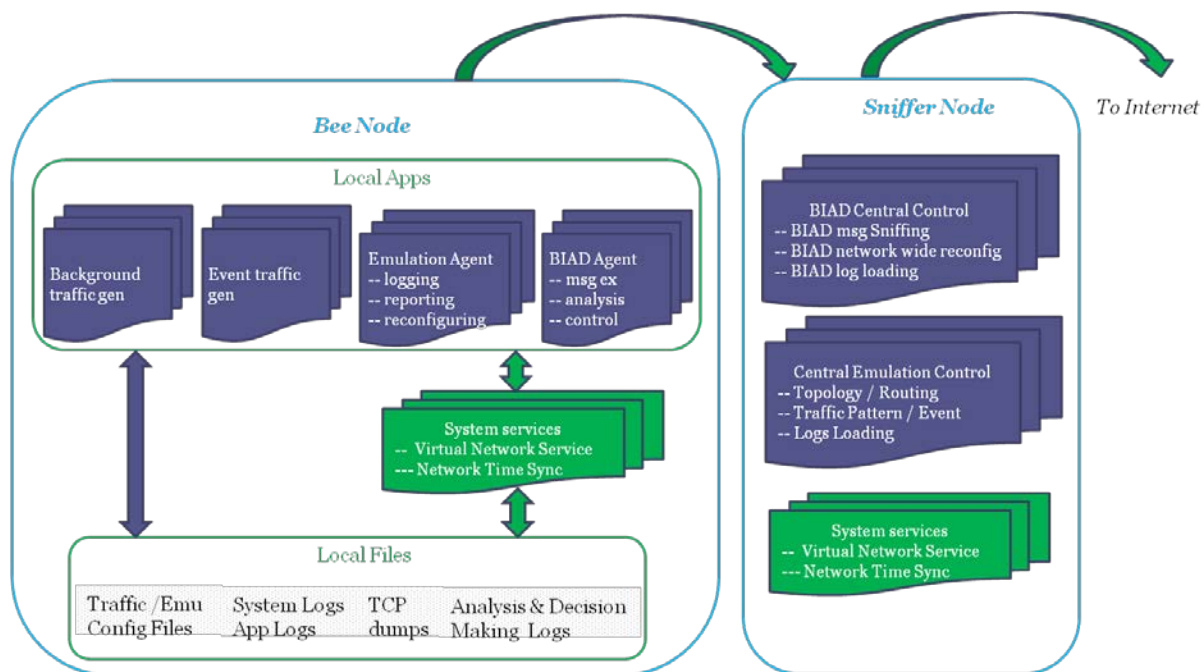 Bee Node
Local Apps
Background
traffic gen
Event traffic
gen
Emulation Agent
-- logging
-- reporting
-- reconfiguring
BIAD Agent
-- msg ex
-- analysis
-- control
System services
-- Virtual Network Service
--- Network Time Sync
Local Files
Traffic /Emu
Config Files
System Logs
App Logs
TCP
dumps
Analysis & Decision
Making Logs
Sniffer Node
BIAD Central Control
-- BIAD msg Sniffing
-- BIAD network wide reconfig
-- BIAD log loading
Central Emulation Control
-- Topology / Routing
-- Traffic Pattern / Event
-- Logs Loading
System services
-- Virtual Network Service
--- Network Time Sync
To Internet